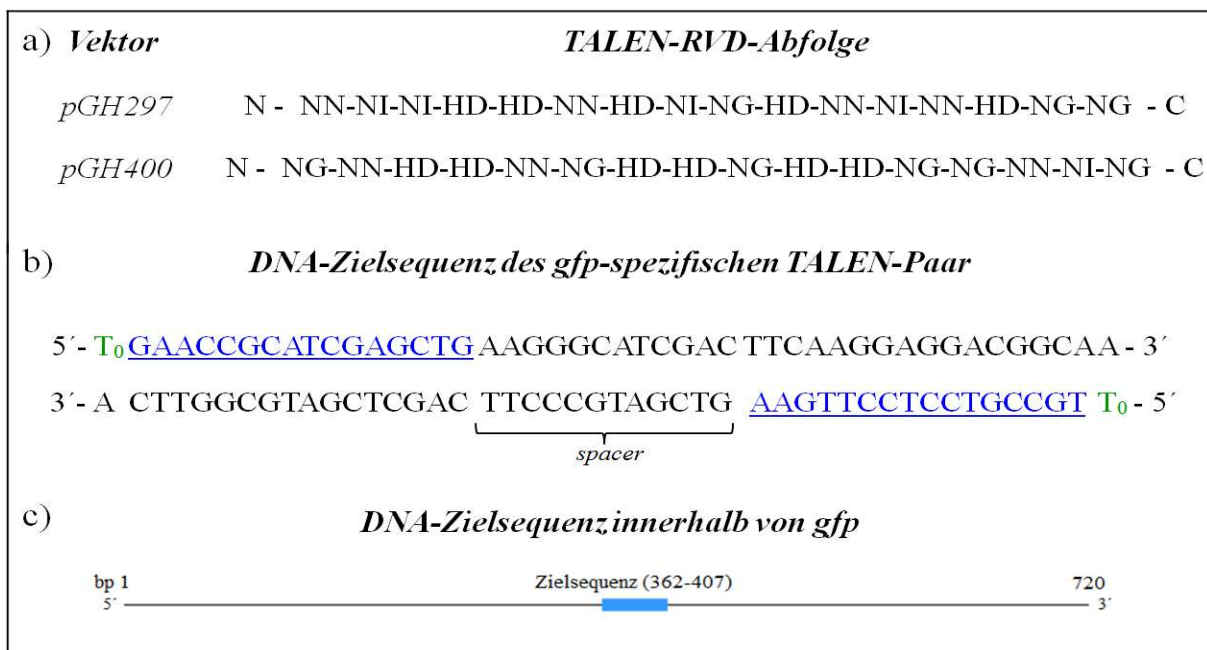 a) Vektor TALEN-RVD-Abfolge
pGH297 N - NN-NI-NI-HD-HD-NN-HD-NI-NG-HD-NN-NI-NN-HD-NG-NG - C
pGH400 N - NG-NN-HD-HD-NN-NG-HD-HD-NG-HD-HD-NG-NG-NN-NI-NG - C
b) DNA-Zielsequenz des gfp-spezifischen TALEN-Paar
5´- T₀ GAACCGCATCGAGCTG AAGGGCATCGAC TTCAAGGAGGACGGCAA - 3´
3´- A CTTGGCGTAGCTCGAC TTCCCGTAGCTG AAGTTCCTCCTGCCGT T₀ - 5´
spacer
c) DNA-Zielsequenz innerhalb von gfp
bp 1 Zielsequenz (362-407) 720
5´ 3´